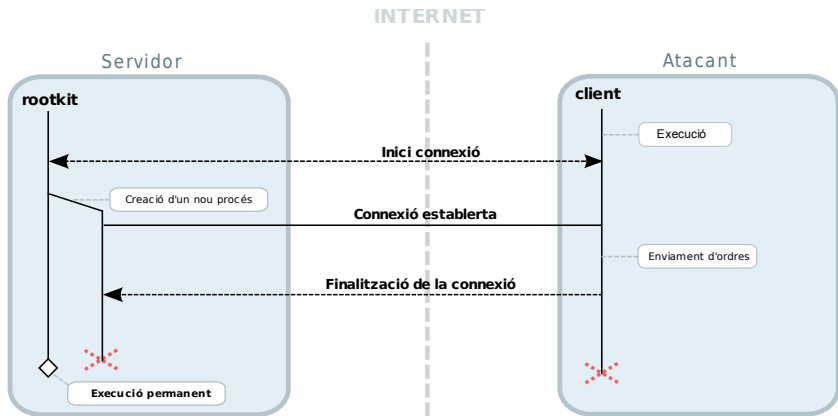 INTERNET
Servidor
Atacant
rootkit
client
Execució
Inici connexió
Creació d'un nou procés
Connexió establerta
Enviament d'ordres
Finalització de la connexió
Execució permanent